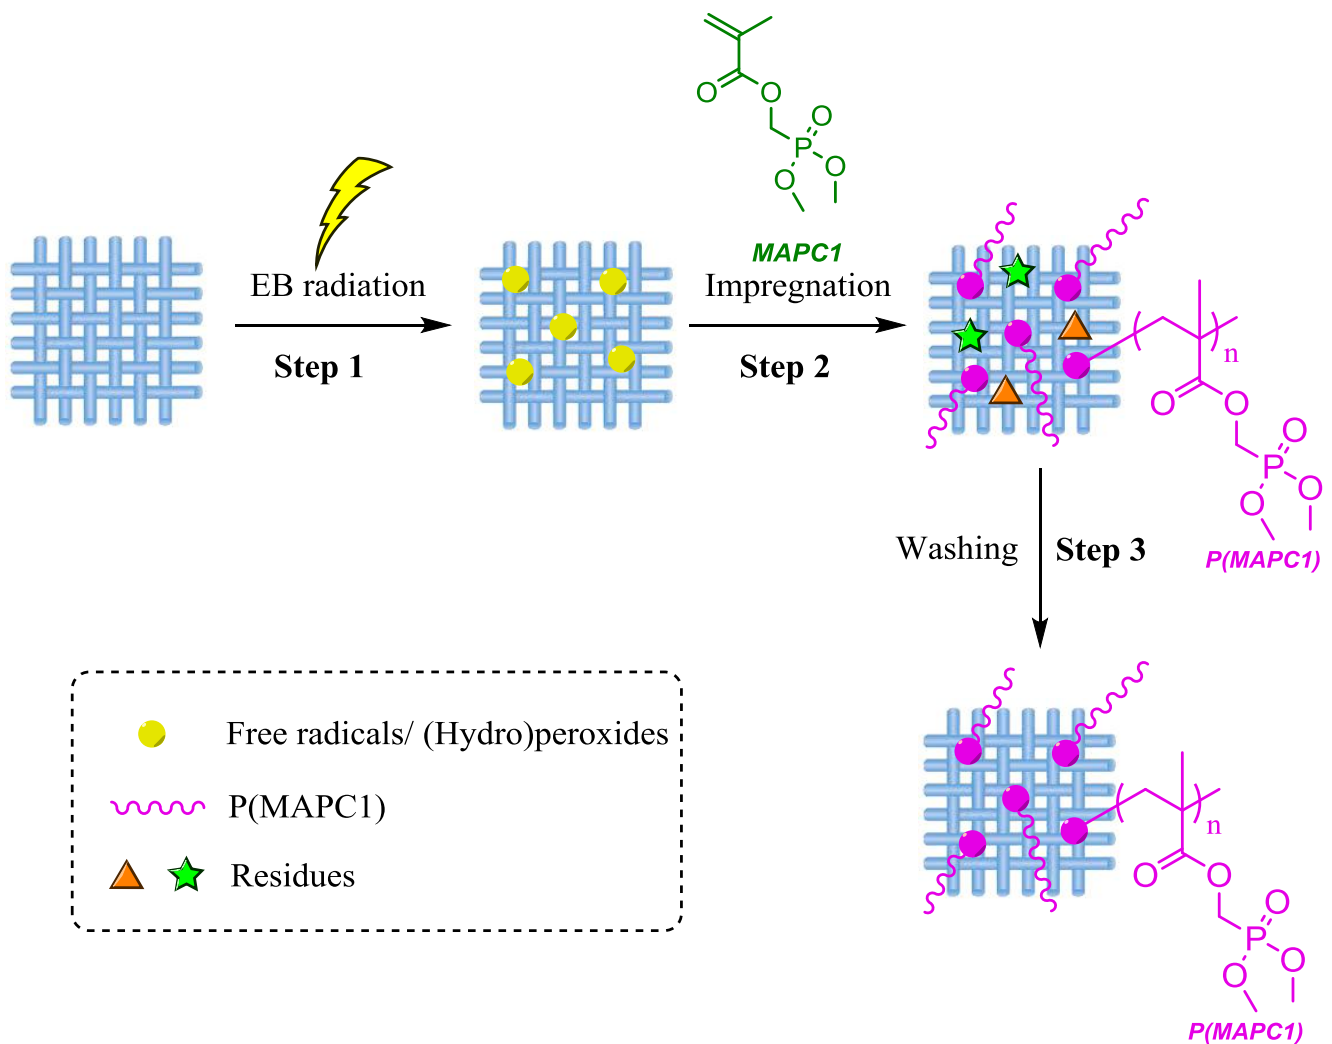 O
O
O
P
O
O
MAPC1
EB radiation
Step 1
Impregnation
Step 2
n
O
O
O
P
O
O
P(MAPC1)
Washing
Step 3
Free radicals/ (Hydro)peroxides
P(MAPC1)
Residues
n
O
O
O
P
O
O
P(MAPC1)